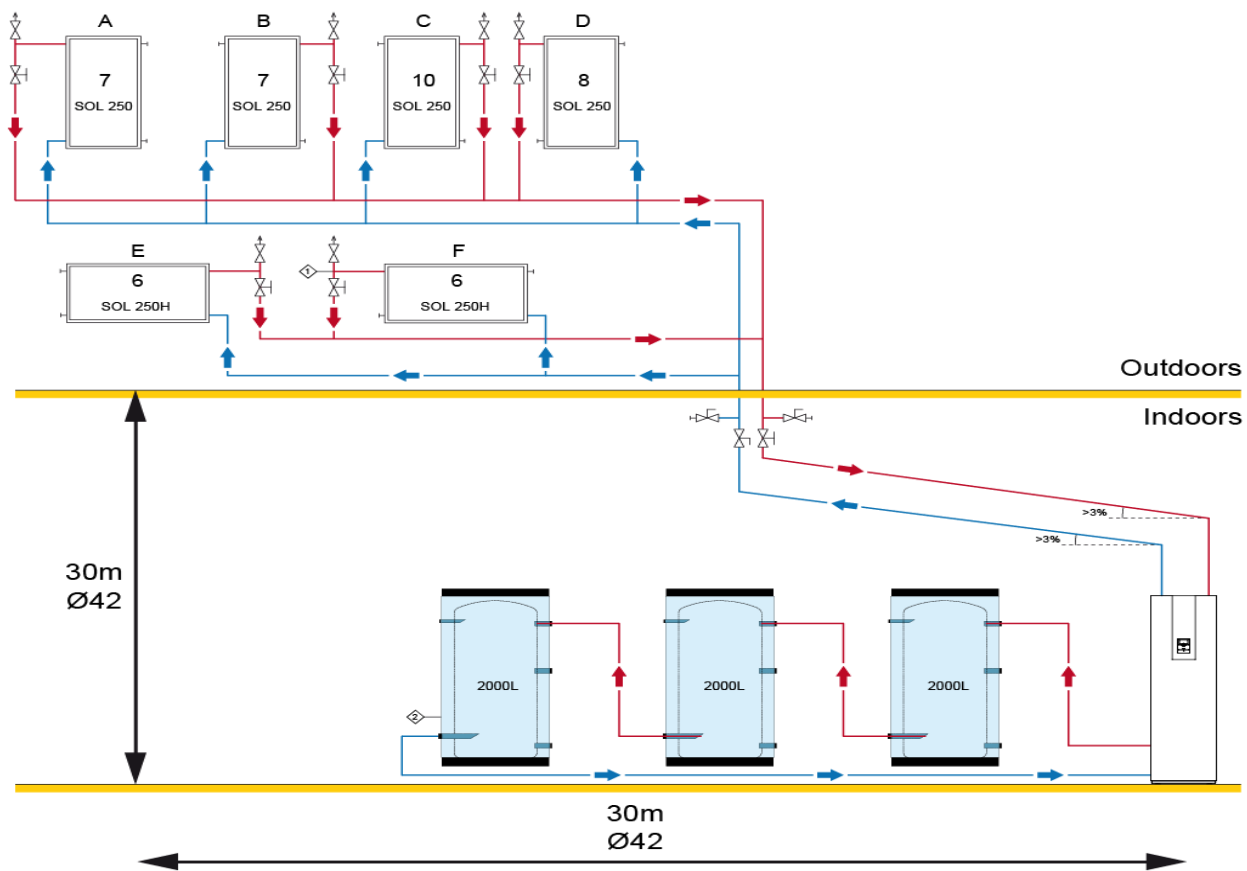 A
B
C
D
7
SOL 250
7
SOL 250
10
SOL 250
8
SOL 250
E
F
6
SOL 250H
1
6
SOL 250H
Outdoors
Indoors
>3%
>3%
30m
Ø42
2000L
2000L
2000L
2
30m
Ø42